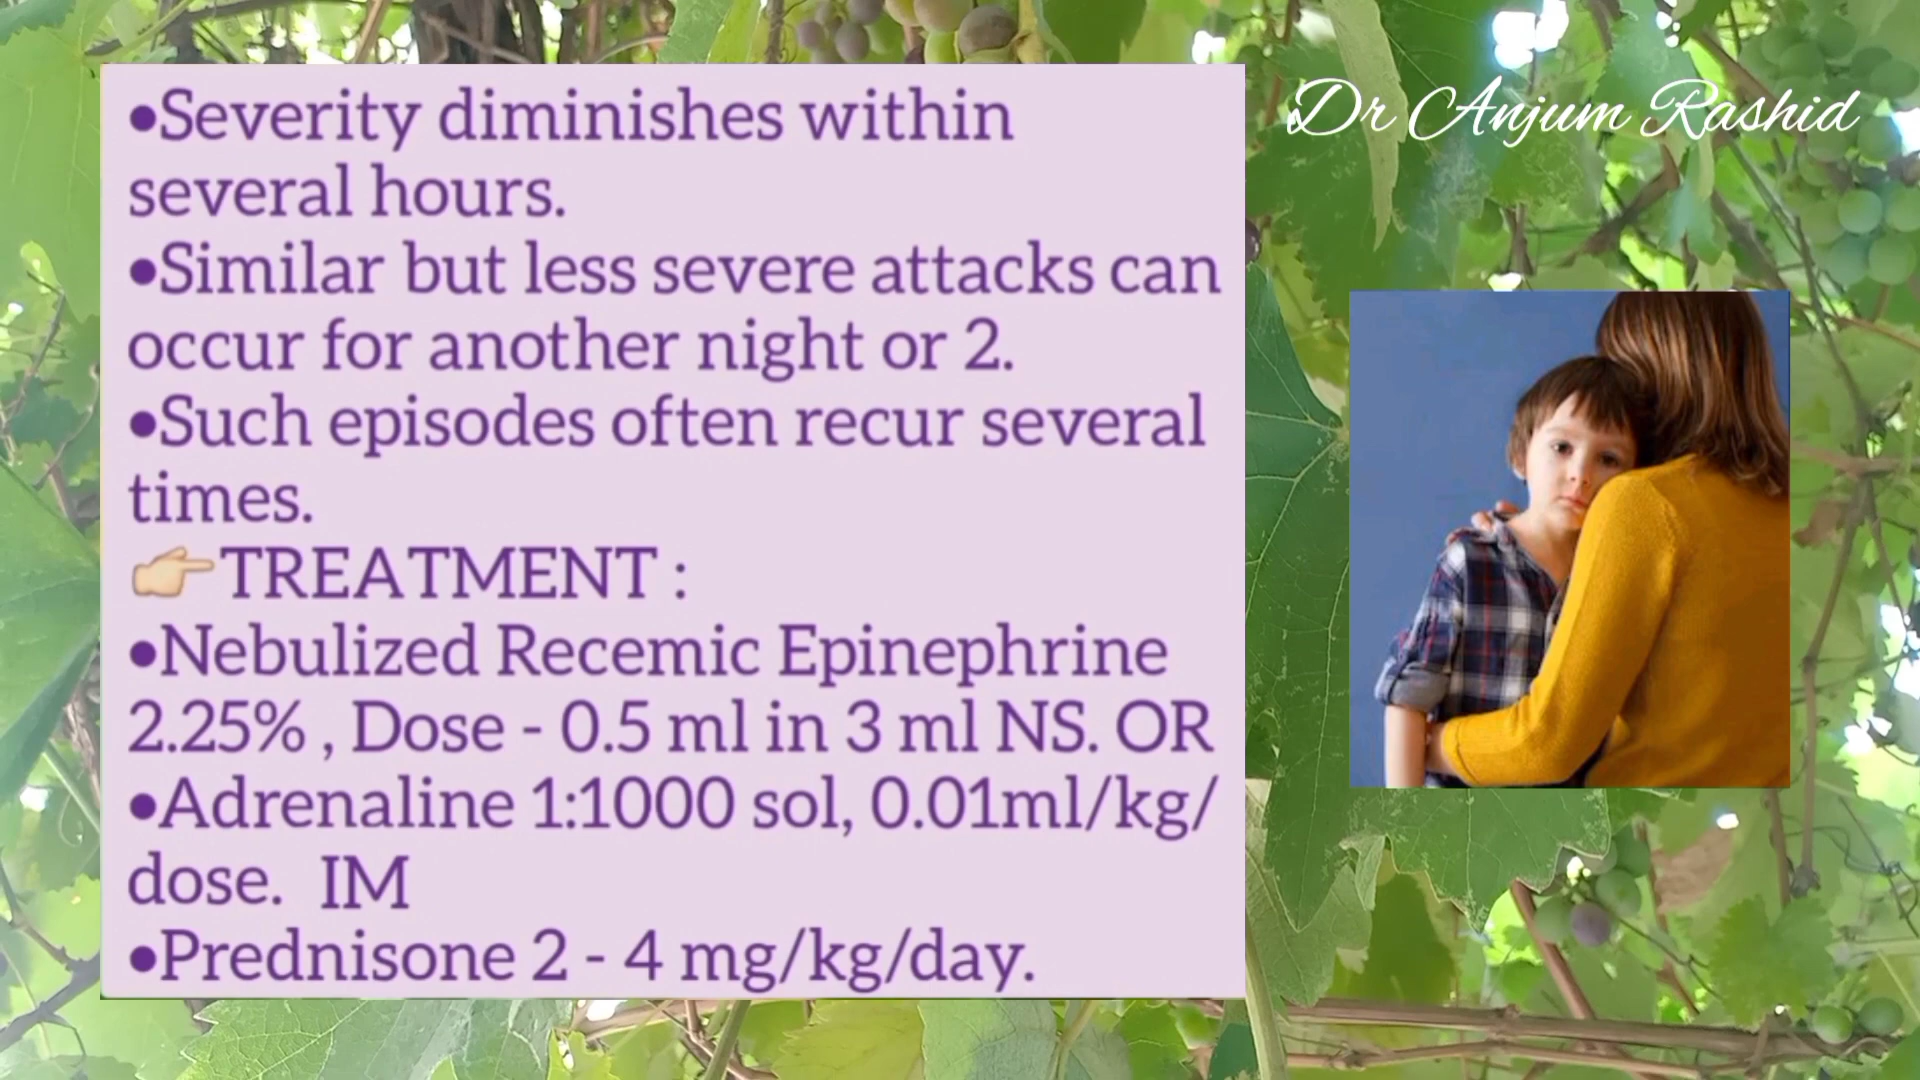 •Severity diminishes within
several hours.
•Similar but less severe attacks can
occur for another night or 2.
•Such episodes often recur several
times.
👉TREATMENT :
•Nebulized Recemic Epinephrine
2.25% , Dose - 0.5 ml in 3 ml NS. OR
•Adrenaline 1:1000 sol, 0.01ml/kg/
dose. IM
•Prednisone 2 - 4 mg/kg/day.
Dr Anjum Rashid